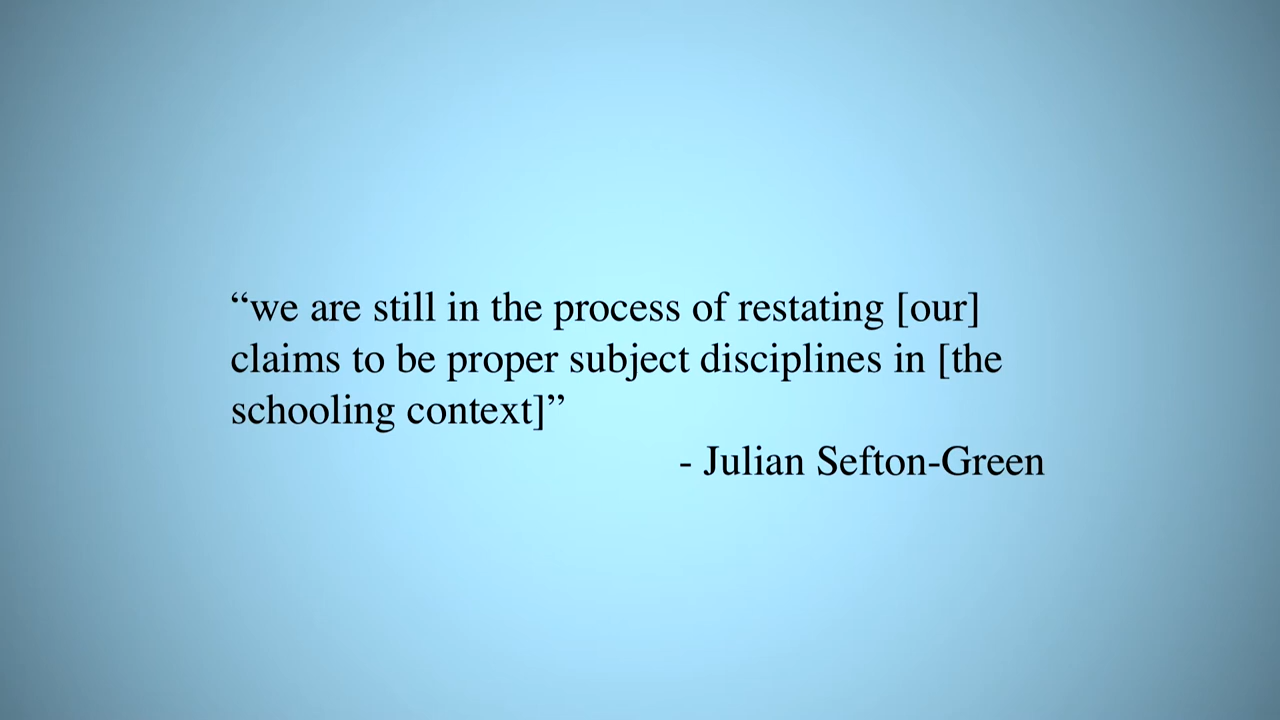 “we are still in the process of restating [our]
claims to be proper subject disciplines in [the
schooling context]”
- Julian Sefton-Green